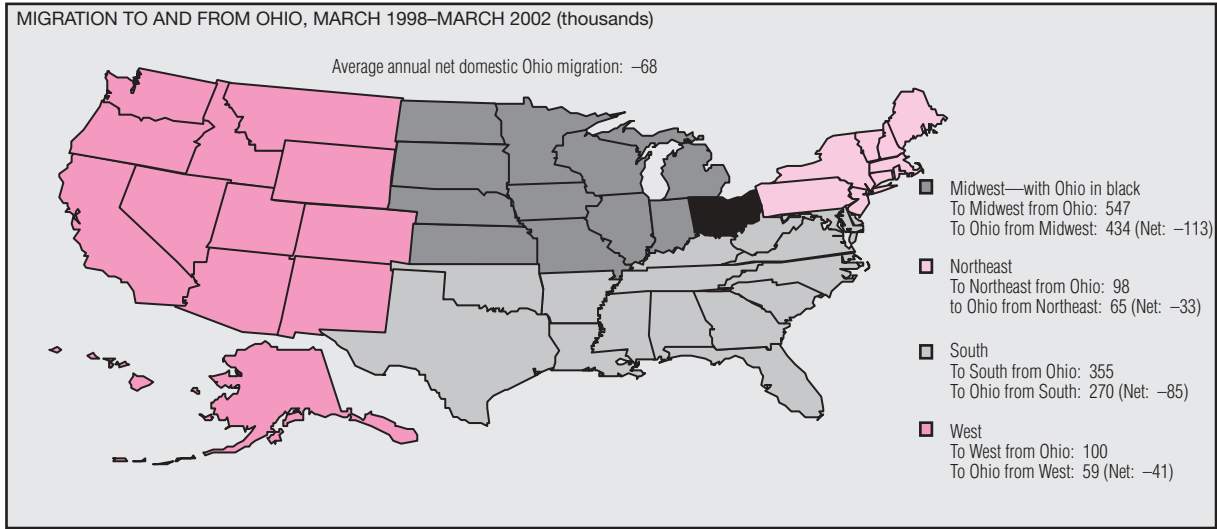 MIGRATION TO AND FROM OHIO, MARCH 1998–MARCH 2002 (thousands)
Average annual net domestic Ohio migration: –68
Midwest—with Ohio in black
To Midwest from Ohio: 547
To Ohio from Midwest: 434 (Net: –113)
Northeast
To Northeast from Ohio: 98
to Ohio from Northeast: 65 (Net: –33)
South
To South from Ohio: 355
To Ohio from South: 270 (Net: –85)
West
To West from Ohio: 100
To Ohio from West: 59 (Net: –41)